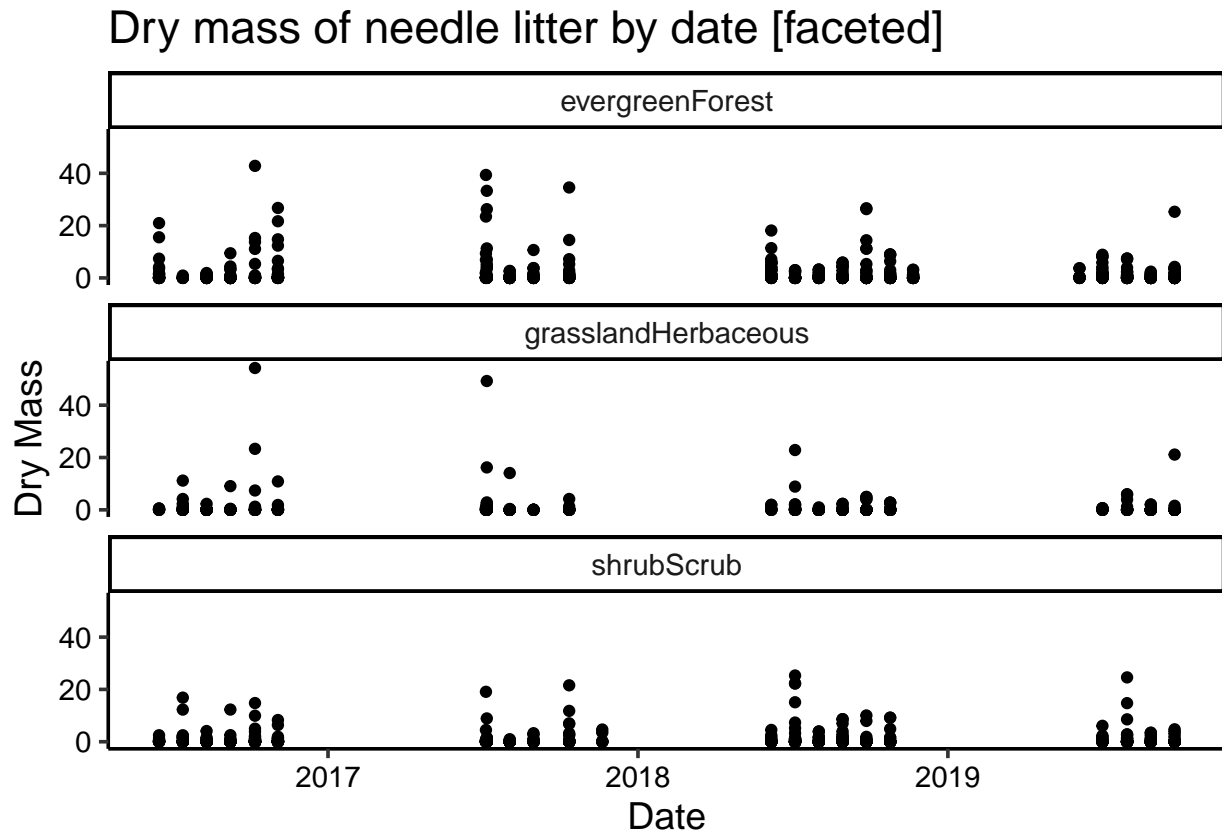 Dry mass of needle litter by date [faceted]
evergreenForest
40
20
0
grasslandHerbaceous
40
20
0
Dry Mass
shrubScrub
40
20
0
2017 2018 2019
Date